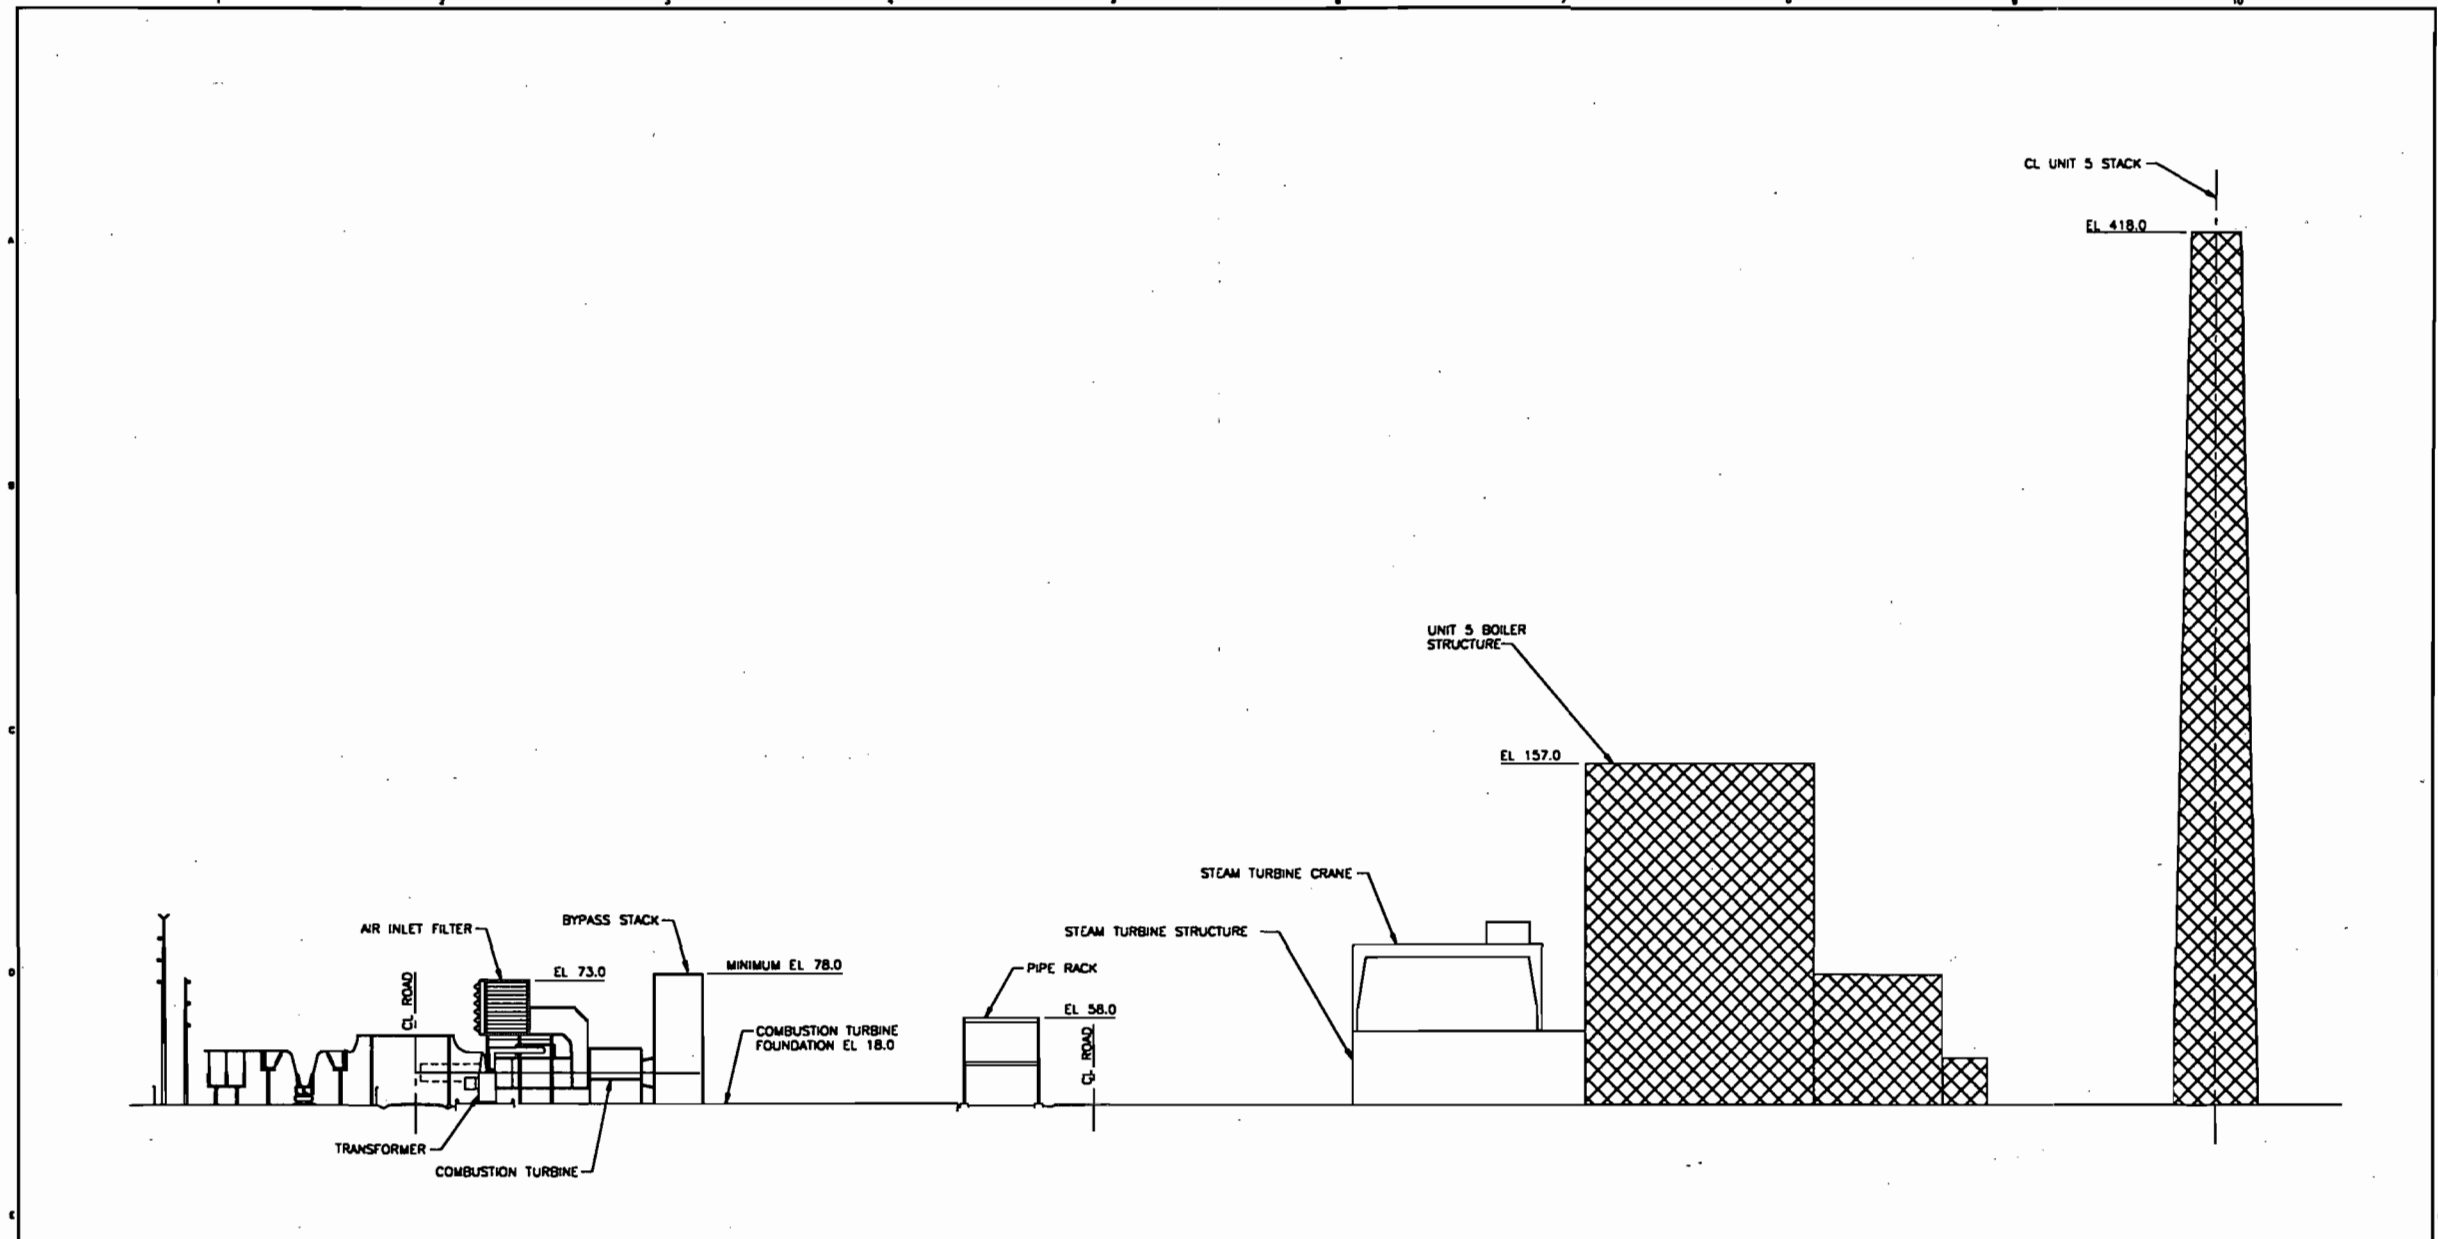 CL UNIT 5 STACK
EL 418.0
UNIT 5 BOILER
STRUCTURE
EL 157.0
STEAM TURBINE CRANE
AIR INLET FILTER
BYPASS STACK
STEAM TURBINE STRUCTURE
EL 73.0
MINIMUM EL 78.0
PIPE RACK
CL ROAD
EL 58.0
COMBUSTION TURBINE
FOUNDATION EL 18.0
CL ROAD
TRANSFORMER
COMBUSTION TURBINE
A
B
C
D
E